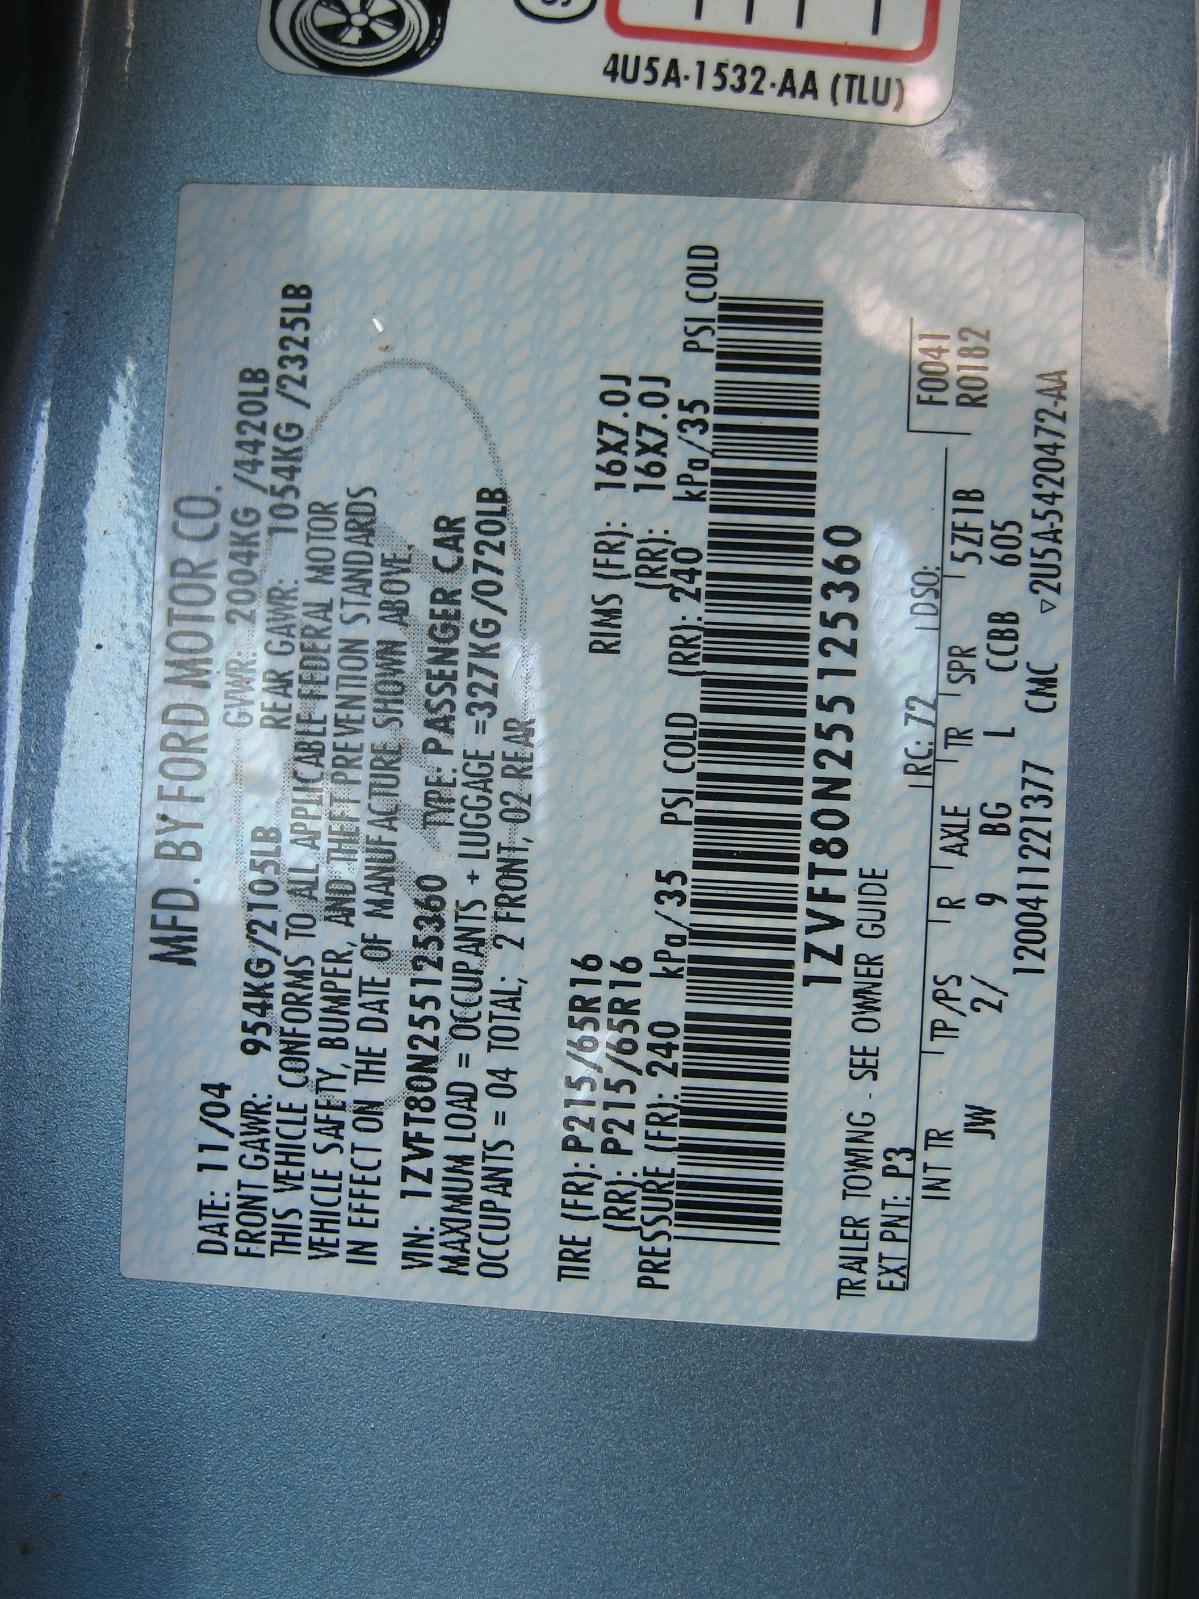 4U5A-1532-AA (TLU)
MFD. BY FORD MOTOR CO.
DATE: 11/04 GVWR: 2004KG /4420LB
FRONT GAWR: 954KG/2105LB REAR GAWR: 1054KG /2325LB
THIS VEHICLE CONFORMS TO ALL APPLICABLE FEDERAL MOTOR
VEHICLE SAFETY, BUMPER, AND THEFT PREVENTION STANDARDS
IN EFFECT ON THE DATE OF MANUFACTURE SHOWN ABOVE.
VIN: 1ZVFT80N255125360 TYPE: PASSENGER CAR
MAXIMUM LOAD = OCCUPANTS + LUGGAGE =327KG/0720LB
OCCUPANTS = 04 TOTAL; 2 FRONT, 02 REAR
TIRE (FR): P215/65R16 RIMS (FR): 16X7.0J
(RR): P215/65R16 (RR): 16X7.0J
PRESSURE (FR): 240 kPa/35 PSI COLD (RR): 240 kPa/35 PSI COLD
1ZVFT80N255125360
TRAILER TOWING - SEE OWNER GUIDE
EXT PNT: P3 RC: 72 DSO: F0041
INT TR TP/PS R AXLE TR SPR 5ZF1B R0182
JW 2/ 9 BG L CCBB 605
120041122​1377 CMC ▿2U5A-5420472-AA